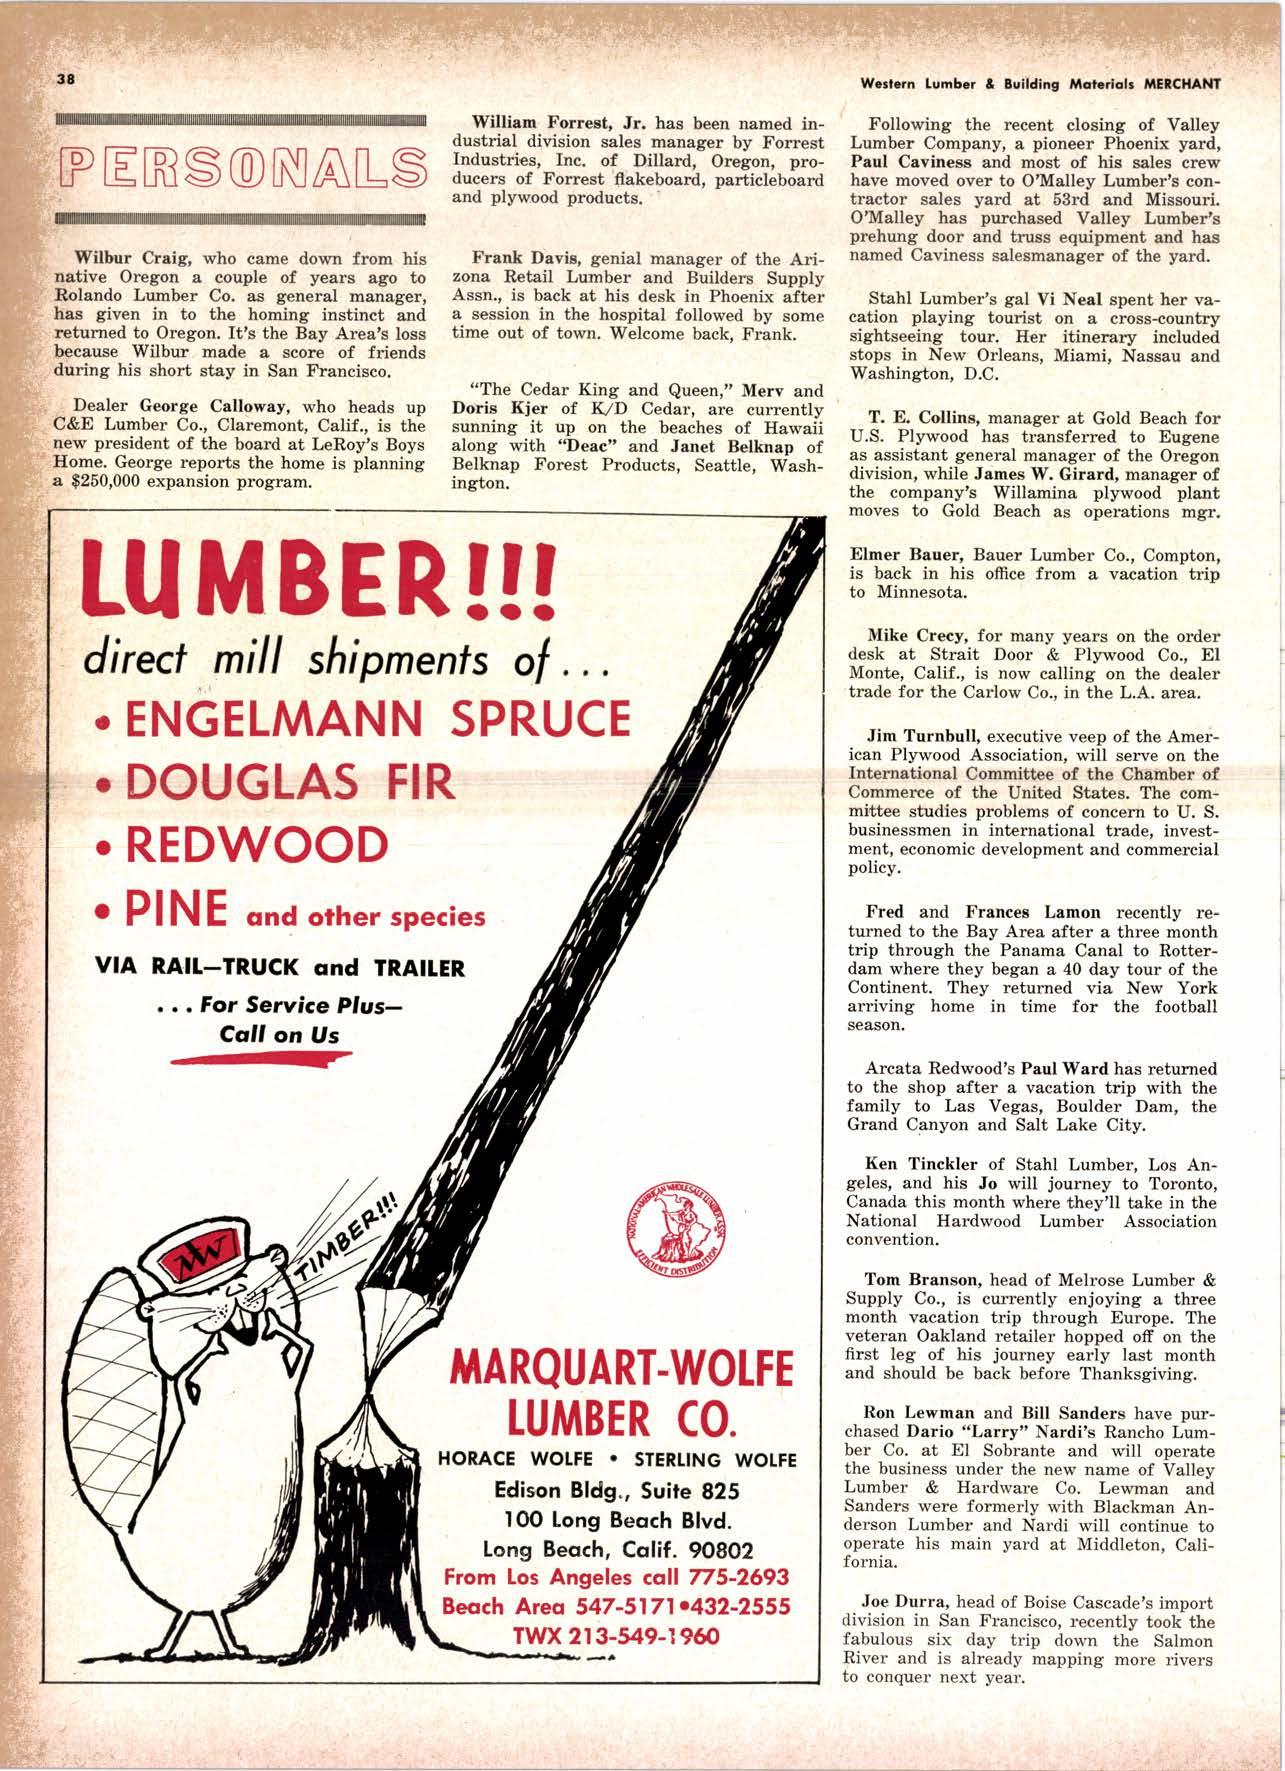 38
Western Lumber & Building Materials MERCHANT
PERSONALS
Wilbur Craig, who came down from his
native Oregon a couple of years ago to
Rolando Lumber Co. as general manager,
has given in to the homing instinct and
returned to Oregon. It's the Bay Area's loss
because Wilbur made a score of friends
during his short stay in San Francisco.
Dealer George Calloway, who heads up
C&E Lumber Co., Claremont, Calif., is the
new president of the board at LeRoy's Boys
Home. George reports the home is planning
a $250,000 expansion program.
William Forrest, Jr. has been named in-
dustrial division sales manager by Forrest
Industries, Inc. of Dillard, Oregon, pro-
ducers of Forrest flakeboard, particleboard
and plywood products.
Frank Davis, genial manager of the Ari-
zona Retail Lumber and Builders Supply
Assn., is back at his desk in Phoenix after
a session in the hospital followed by some
time out of town. Welcome back, Frank.
"The Cedar King and Queen," Merv and
Doris Kjer of K/D Cedar, are currently
sunning it up on the beaches of Hawaii
along with "Deac" and Janet Belknap of
Belknap Forest Products, Seattle, Wash-
ington.
Following the recent closing of Valley
Lumber Company, a pioneer Phoenix yard,
Paul Caviness and most of his sales crew
have moved over to O'Malley Lumber's con-
tractor sales yard at 53rd and Missouri.
O'Malley has purchased Valley Lumber's
prehung door and truss equipment and has
named Caviness salesmanager of the yard.
Stahl Lumber's gal Vi Neal spent her va-
cation playing tourist on a cross-country
sightseeing tour. Her itinerary included
stops in New Orleans, Miami, Nassau and
Washington, D.C.
T. E. Collins, manager at Gold Beach for
U.S. Plywood has transferred to Eugene
as assistant general manager of the Oregon
division, while James W. Girard, manager of
the company's Willamina plywood plant
moves to Gold Beach as operations mgr.
Elmer Bauer, Bauer Lumber Co., Compton,
is back in his office from a vacation trip
to Minnesota.
Mike Crecy, for many years on the order
desk at Strait Door & Plywood Co., El
Monte, Calif., is now calling on the dealer
trade for the Carlow Co., in the L.A. area.
Jim Turnbull, executive veep of the Amer-
ican Plywood Association, will serve on the
International Committee of the Chamber of
Commerce of the United States. The com-
mittee studies problems of concern to U. S.
businessmen in international trade, invest-
ment, economic development and commercial
policy.
Fred and Frances Lamon recently re-
turned to the Bay Area after a three month
trip through the Panama Canal to Rotter-
dam where they began a 40 day tour of the
Continent. They returned via New York
arriving home in time for the football
season.
Arcata Redwood's Paul Ward has returned
to the shop after a vacation trip with the
family to Las Vegas, Boulder Dam, the
Grand Canyon and Salt Lake City.
Ken Tinckler of Stahl Lumber, Los An-
geles, and his Jo will journey to Toronto,
Canada this month where they'll take in the
National Hardwood Lumber Association
convention.
Tom Branson, head of Melrose Lumber &
Supply Co., is currently enjoying a three
month vacation trip through Europe. The
veteran Oakland retailer hopped off on the
first leg of his journey early last month
and should be back before Thanksgiving.
Ron Lewman and Bill Sanders have pur-
chased Dario "Larry" Nardi's Rancho Lum-
ber Co. at El Sobrante and will operate
the business under the new name of Valley
Lumber & Hardware Co. Lewman and
Sanders were formerly with Blackman An-
derson Lumber and Nardi will continue to
operate his main yard at Middleton, Cali-
fornia.
Joe Durra, head of Boise Cascade's import
division in San Francisco, recently took the
fabulous six day trip down the Salmon
River and is already mapping more rivers
to conquer next year.
LUMBER!!!
direct mill shipments of...
• ENGELMANN SPRUCE
• DOUGLAS FIR
• REDWOOD
• PINE and other species
VIA RAIL—TRUCK and TRAILER
... For Service Plus—
Call on Us
TIMBER!!!
MW
NATIONAL-AMERICAN WHOLESALE LUMBER ASSN.
EFFICIENT DISTRIBUTION
MARQUART-WOLFE
LUMBER CO.
HORACE WOLFE • STERLING WOLFE
Edison Bldg., Suite 825
100 Long Beach Blvd.
Long Beach, Calif. 90802
From Los Angeles call 775-2693
Beach Area 547-5171•432-2555
TWX 213-549-1960